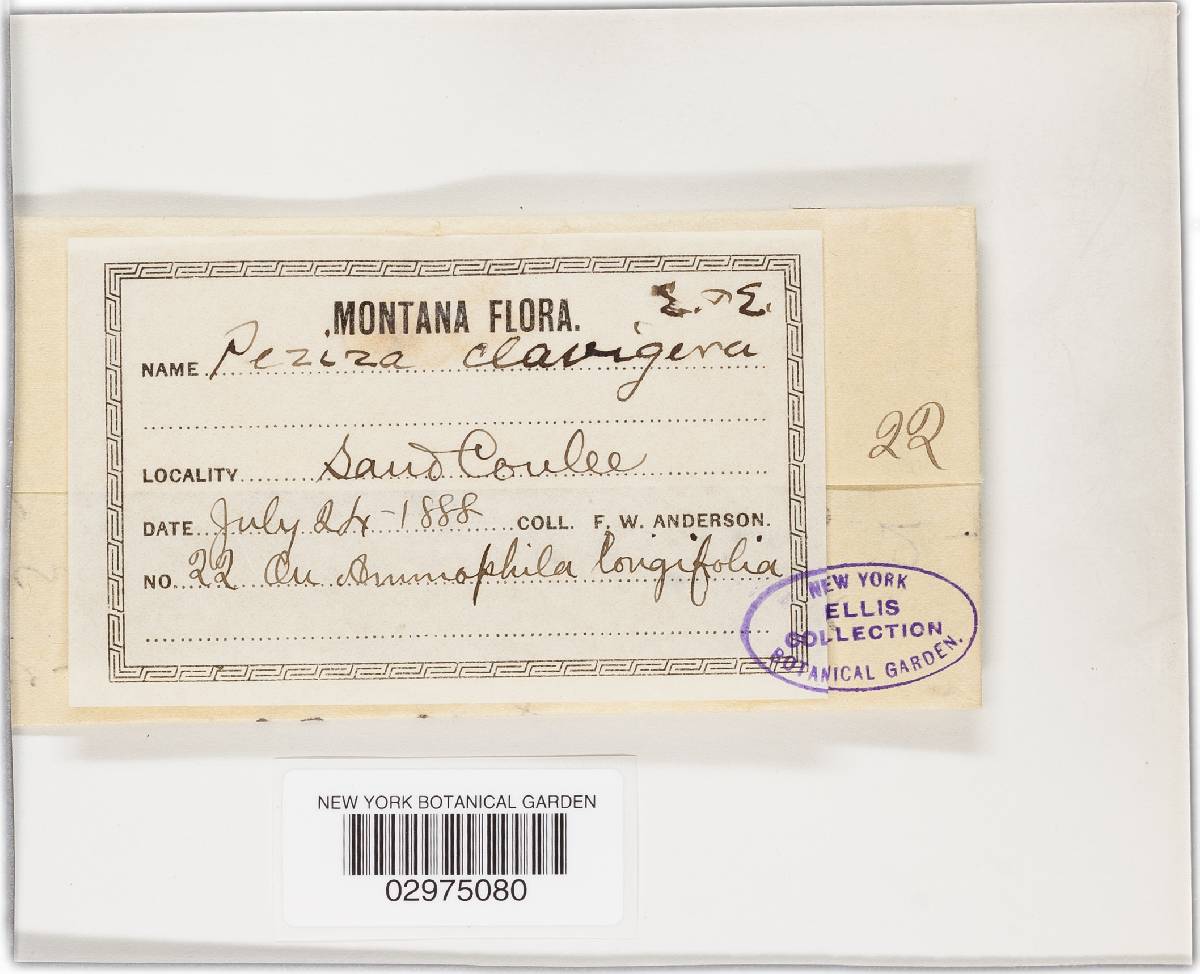 MONTANA FLORA.
E. & E.
NAME Peziza clavigera
LOCALITY Sand Coulee
22
DATE July 24-1888 COLL. F. W. ANDERSON.
NO. 22 On Ammophila longifolia
NEW YORK
ELLIS
COLLECTION
BOTANICAL GARDEN.
NEW YORK BOTANICAL GARDEN
02975080